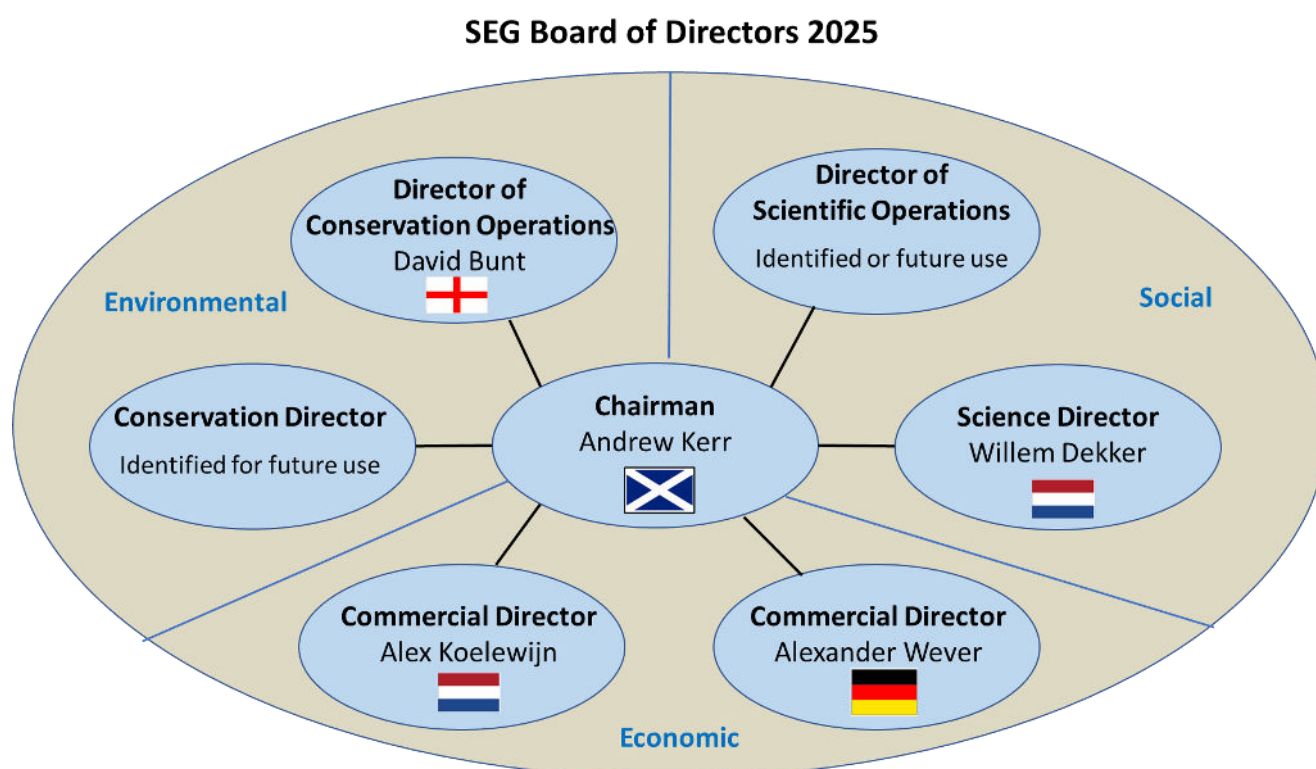 SEG Board of Directors 2025
Director of
Conservation Operations
David Bunt
Director of
Scientific Operations
Identified or future use
Environmental
Social
Conservation Director
Identified for future use
Chairman
Andrew Kerr
Science Director
Willem Dekker
Commercial Director
Alex Koelewijn
Commercial Director
Alexander Wever
Economic